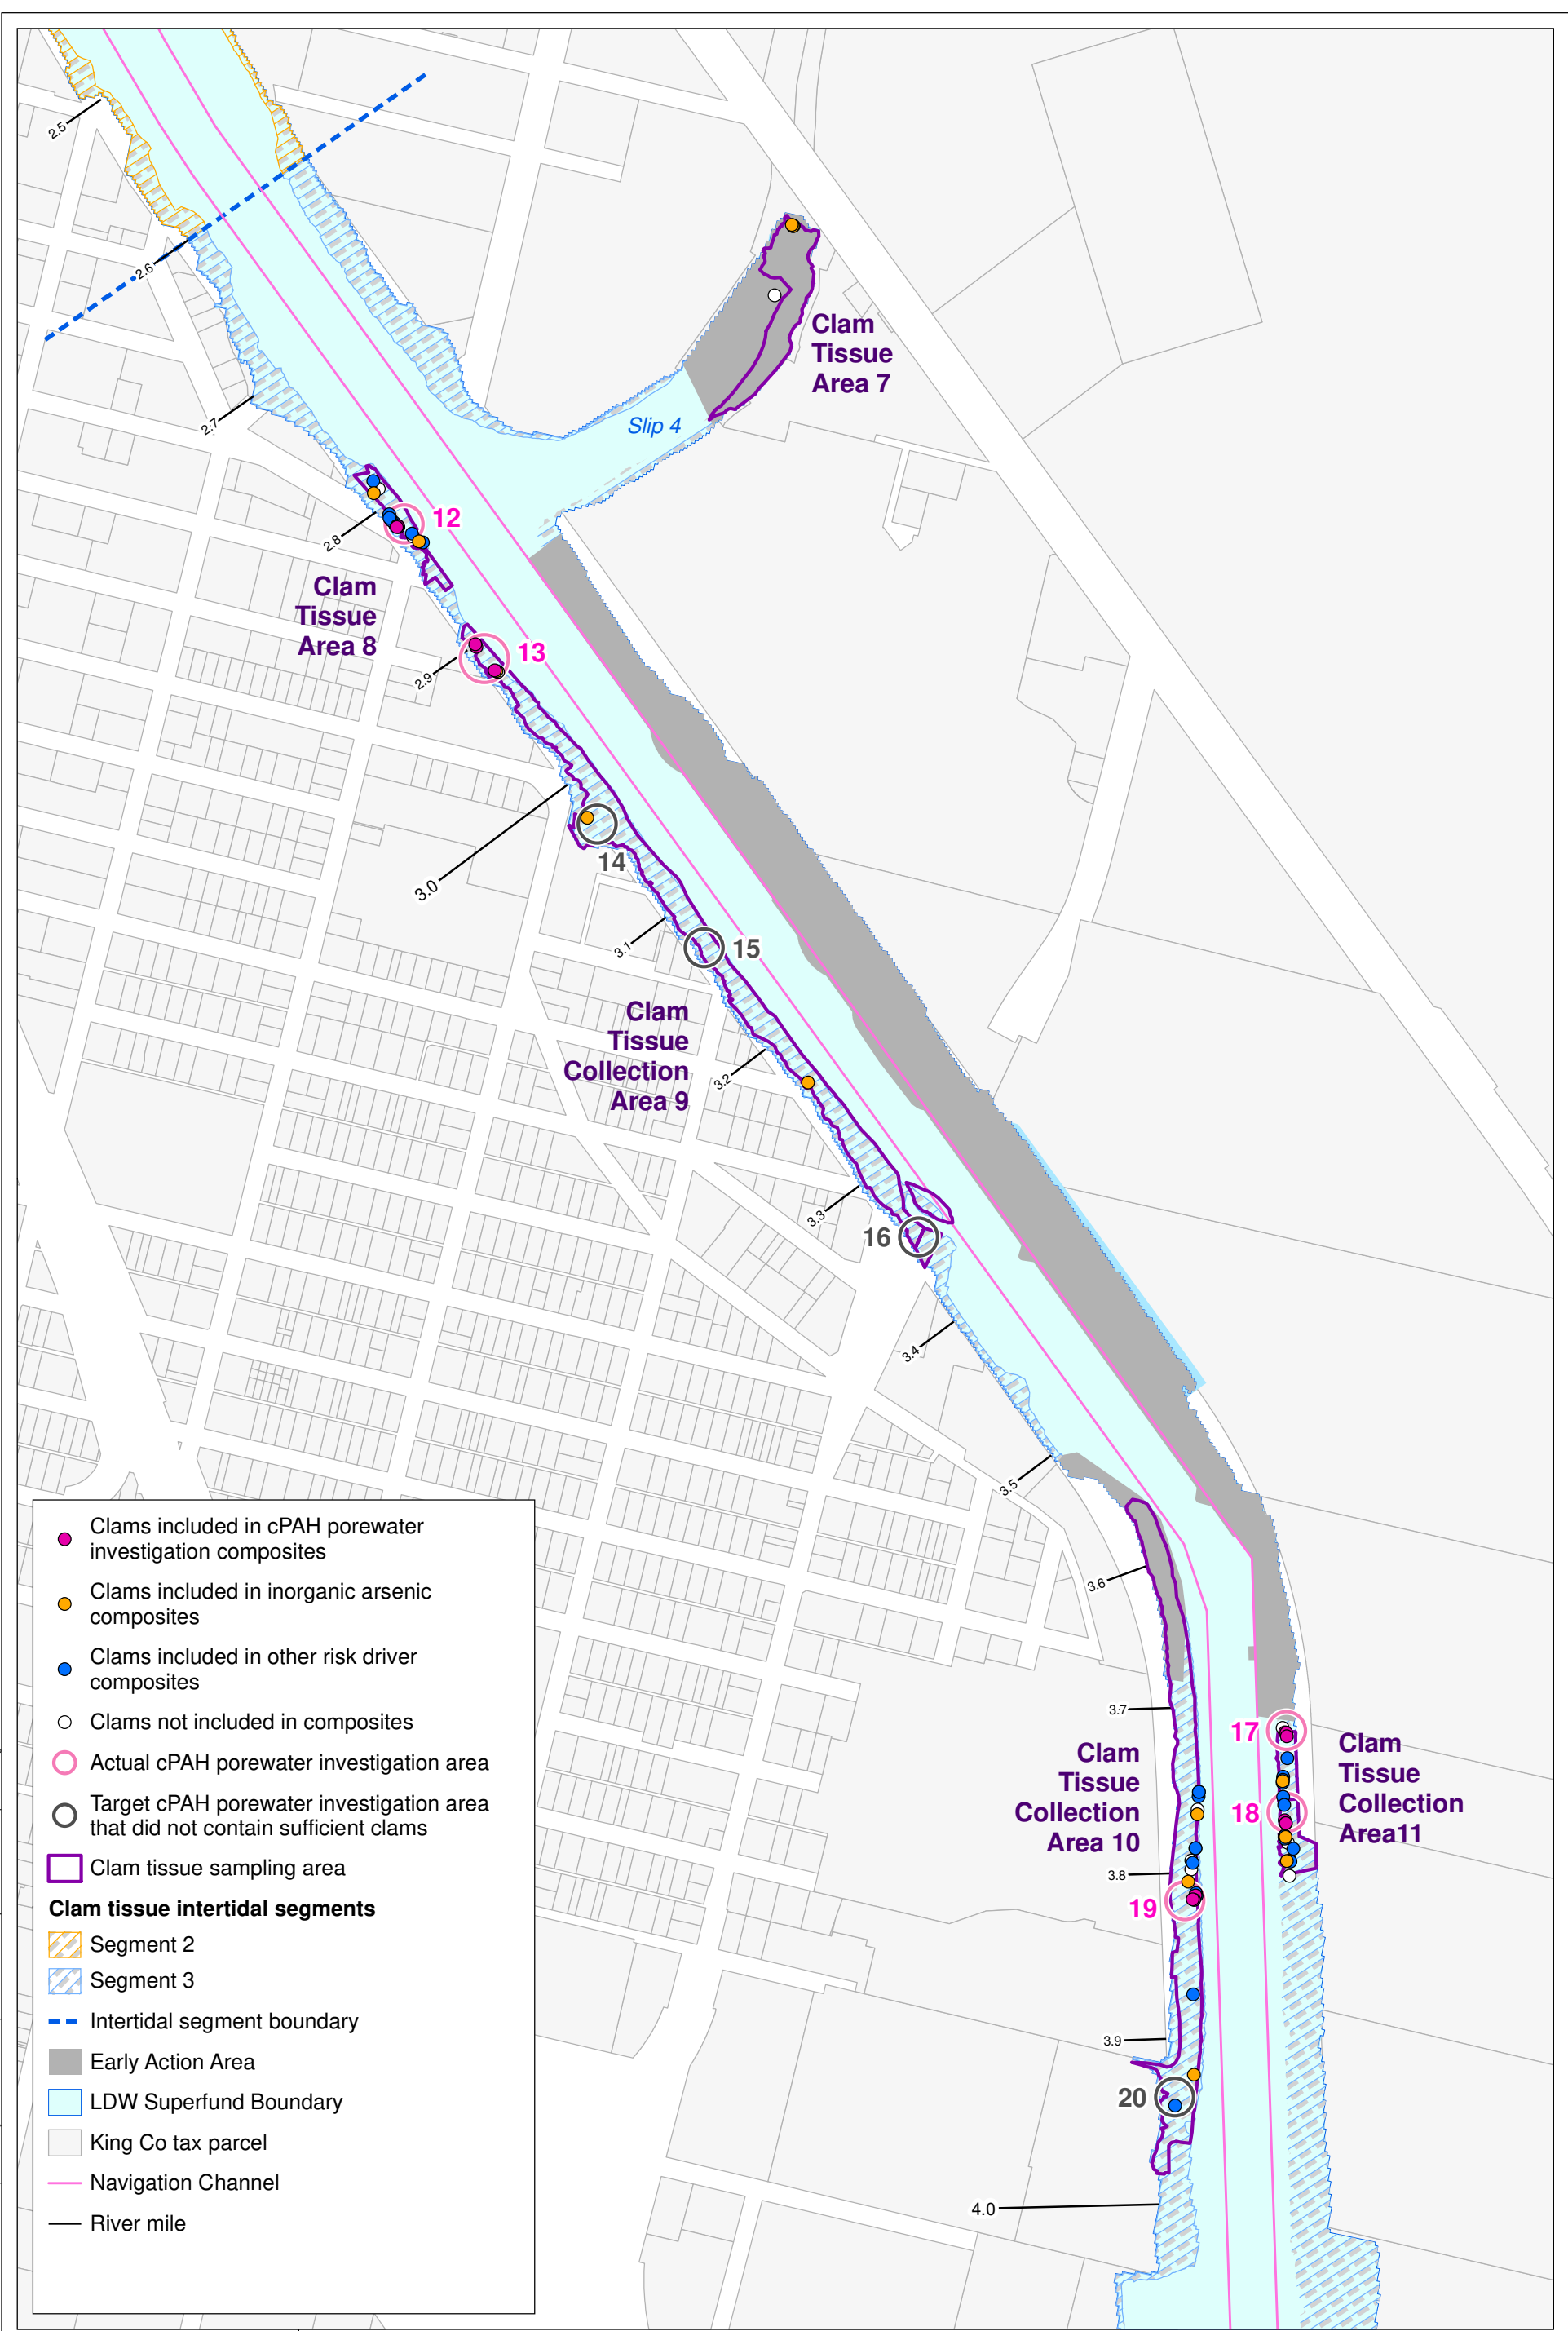 2.5
2.6
Clam
Tissue
Area 7
2.7
Slip 4
12
2.8
Clam
Tissue
Area 8
13
2.9
14
3.0
15
3.1
Clam
Tissue
Collection
Area 9
3.2
3.3
16
3.4
3.5
3.6
3.7
17
Clam
Tissue
Collection
Area 10
Clam
Tissue
Collection
Area11
18
3.8
19
3.9
20
4.0
Clams included in cPAH porewater
investigation composites
Clams included in inorganic arsenic
composites
Clams included in other risk driver
composites
Clams not included in composites
Actual cPAH porewater investigation area
Target cPAH porewater investigation area
that did not contain sufficient clams
Clam tissue sampling area
Clam tissue intertidal segments
Segment 2
Segment 3
Intertidal segment boundary
Early Action Area
LDW Superfund Boundary
King Co tax parcel
Navigation Channel
River mile